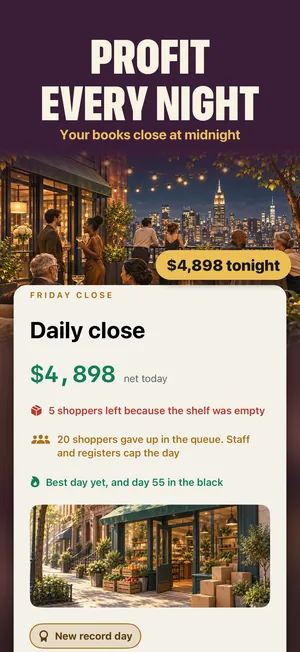 PROFIT
EVERY NIGHT
Your books close at midnight
$4,898 tonight
FRIDAY CLOSE
Daily close
$4,898 net today
5 shoppers left because the shelf was empty
20 shoppers gave up in the queue. Staff
and registers cap the day
Best day yet, and day 55 in the black
New record day